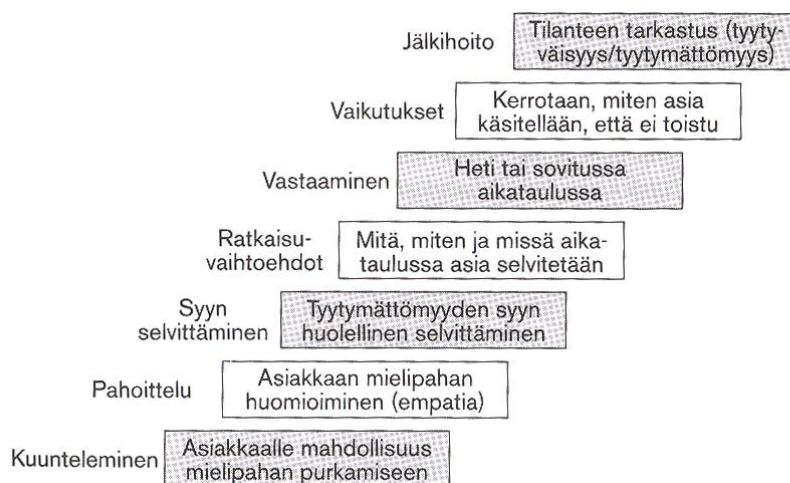 Jälkihoito
Tilanteen tarkastus (tyyty-
väisyys/tyytymättömyys)
Vaikutukset
Kerrotaan, miten asia
käsitellään, että ei toistu
Vastaaminen
Heti tai sovitussa
aikataulussa
Ratkaisu-
vaihtoehdot
Mitä, miten ja missä aika-
taulussa asia selvitetään
Syyn
selvittäminen
Tyytymättömyyden syyn
huolellinen selvittäminen
Pahoittelu
Asiakkaan mielipahan
huomioiminen (empatia)
Kuunteleminen
Asiakkaalle mahdollisuus
mielipahan purkamiseen